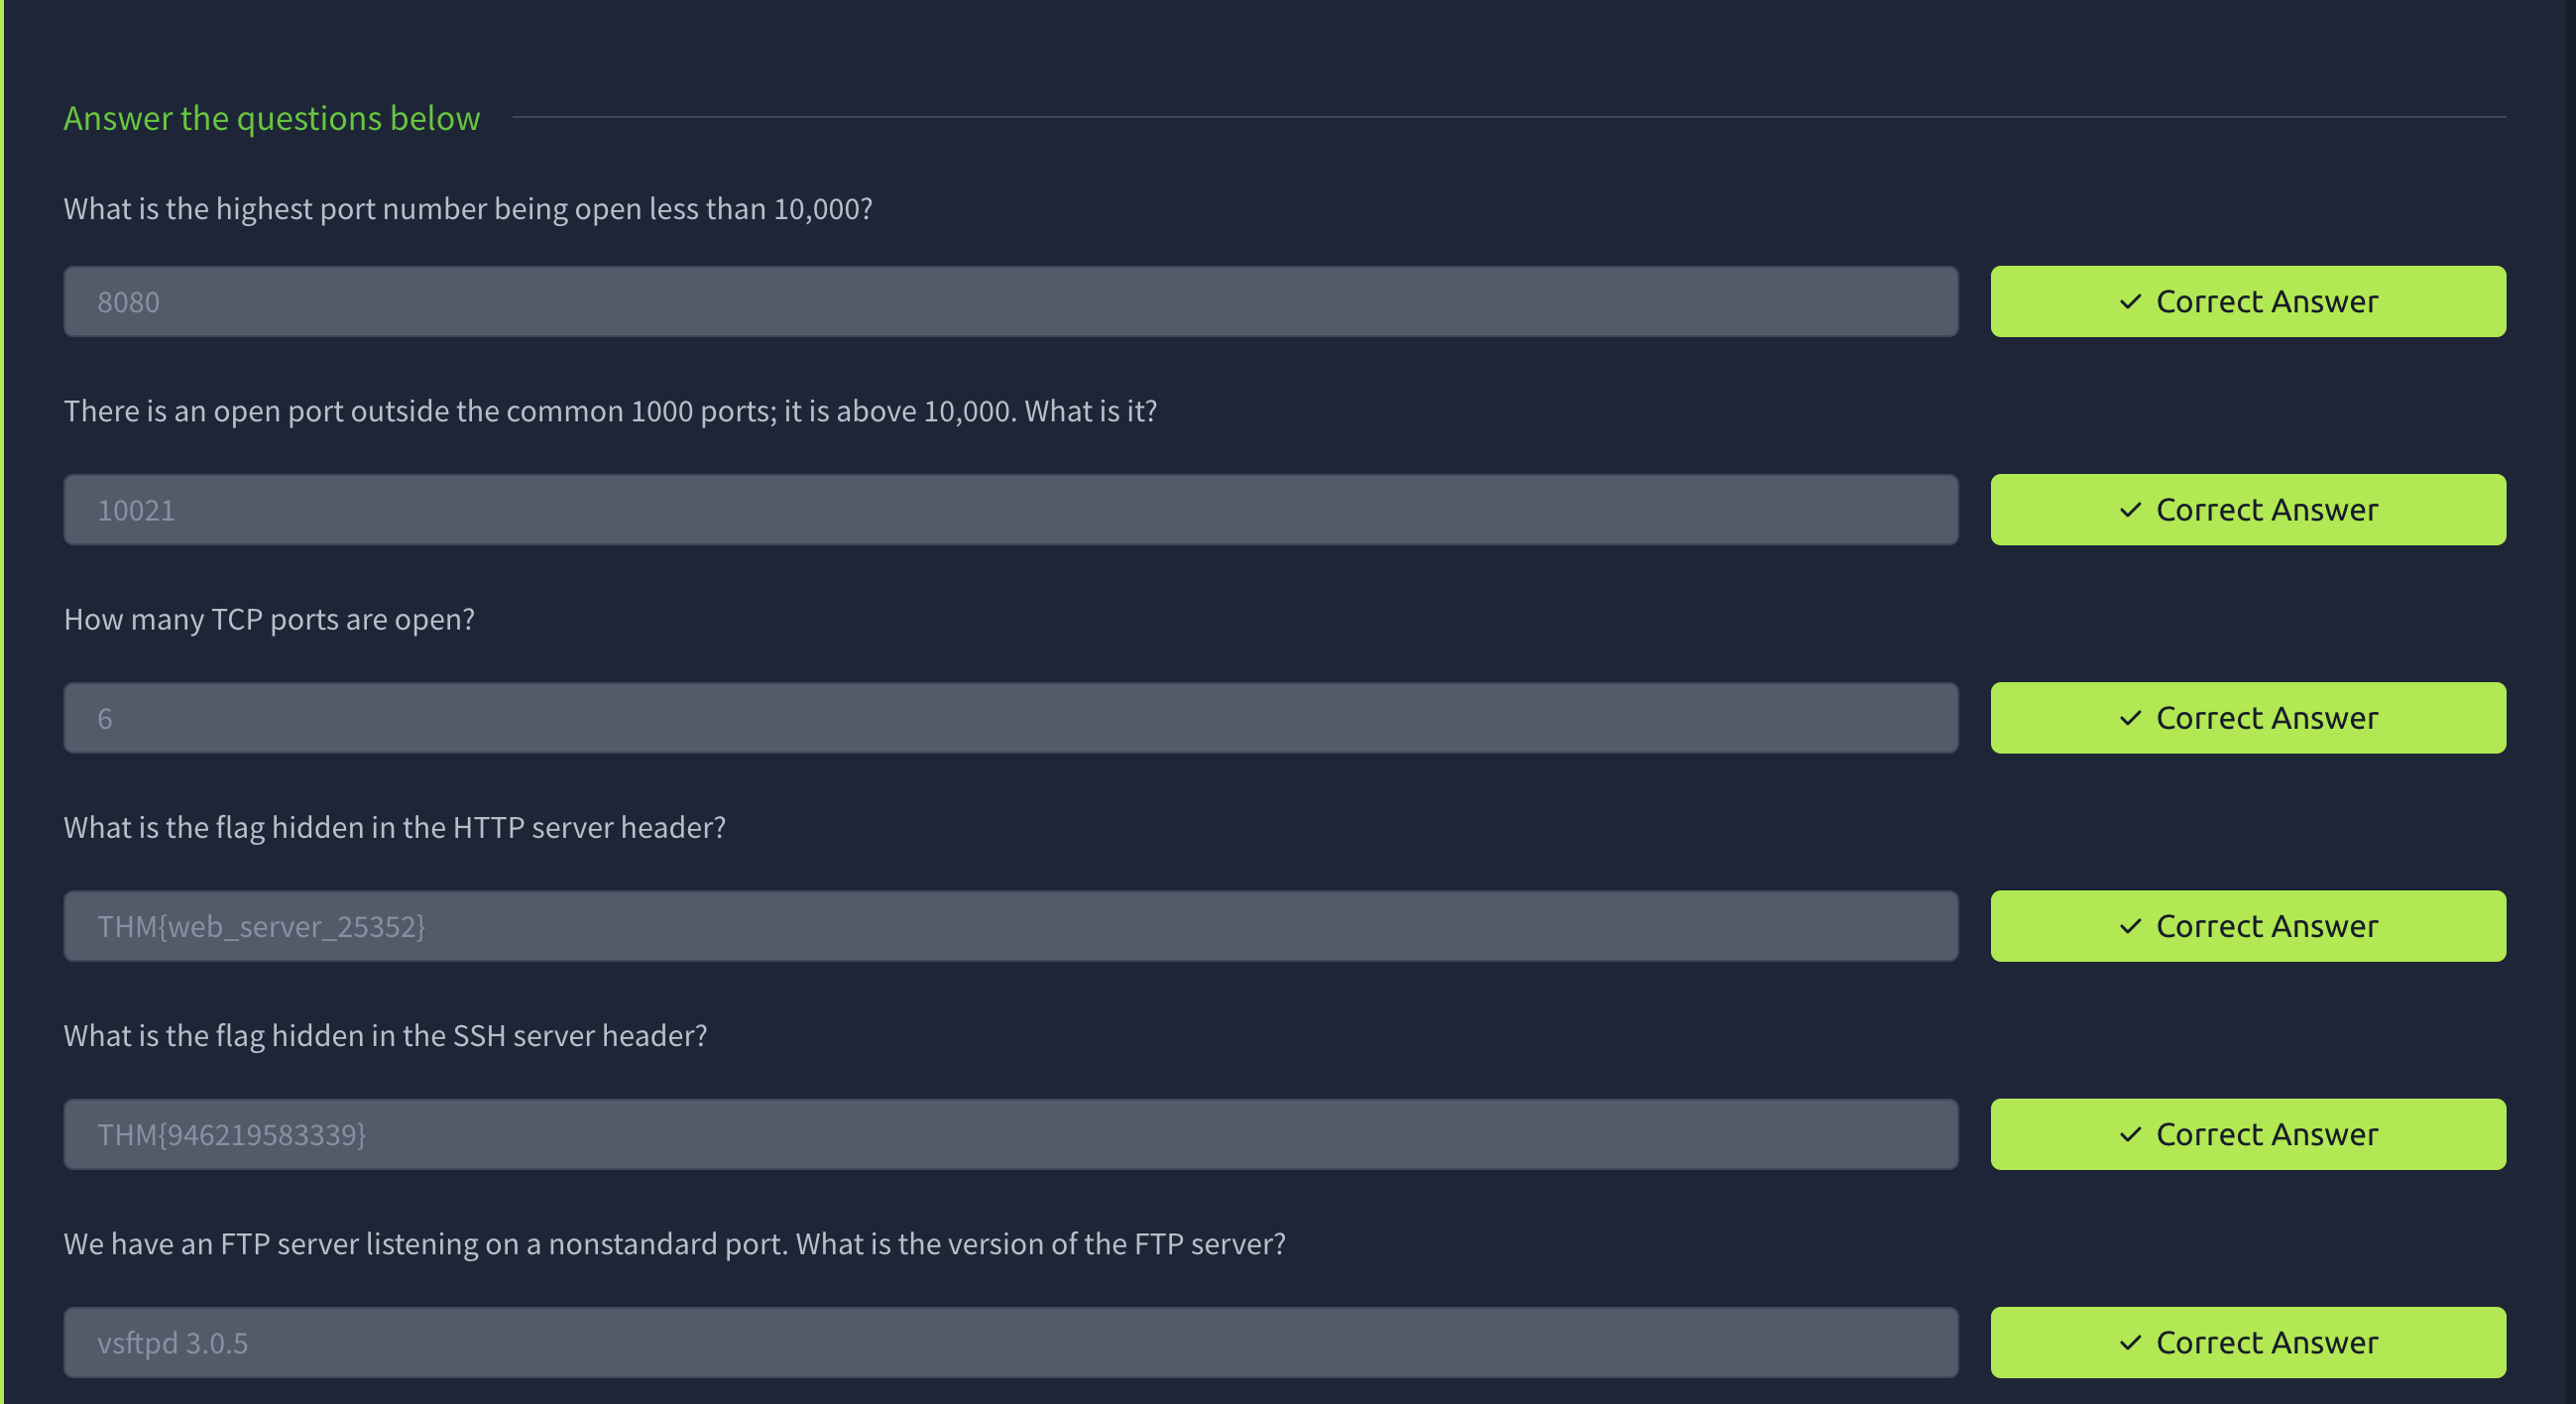 Answer the questions below
What is the highest port number being open less than 10,000?
8080
✓ Correct Answer
There is an open port outside the common 1000 ports; it is above 10,000. What is it?
10021
✓ Correct Answer
How many TCP ports are open?
6
✓ Correct Answer
What is the flag hidden in the HTTP server header?
THM{web_server_25352}
✓ Correct Answer
What is the flag hidden in the SSH server header?
THM{946219583339}
✓ Correct Answer
We have an FTP server listening on a nonstandard port. What is the version of the FTP server?
vsftpd 3.0.5
✓ Correct Answer